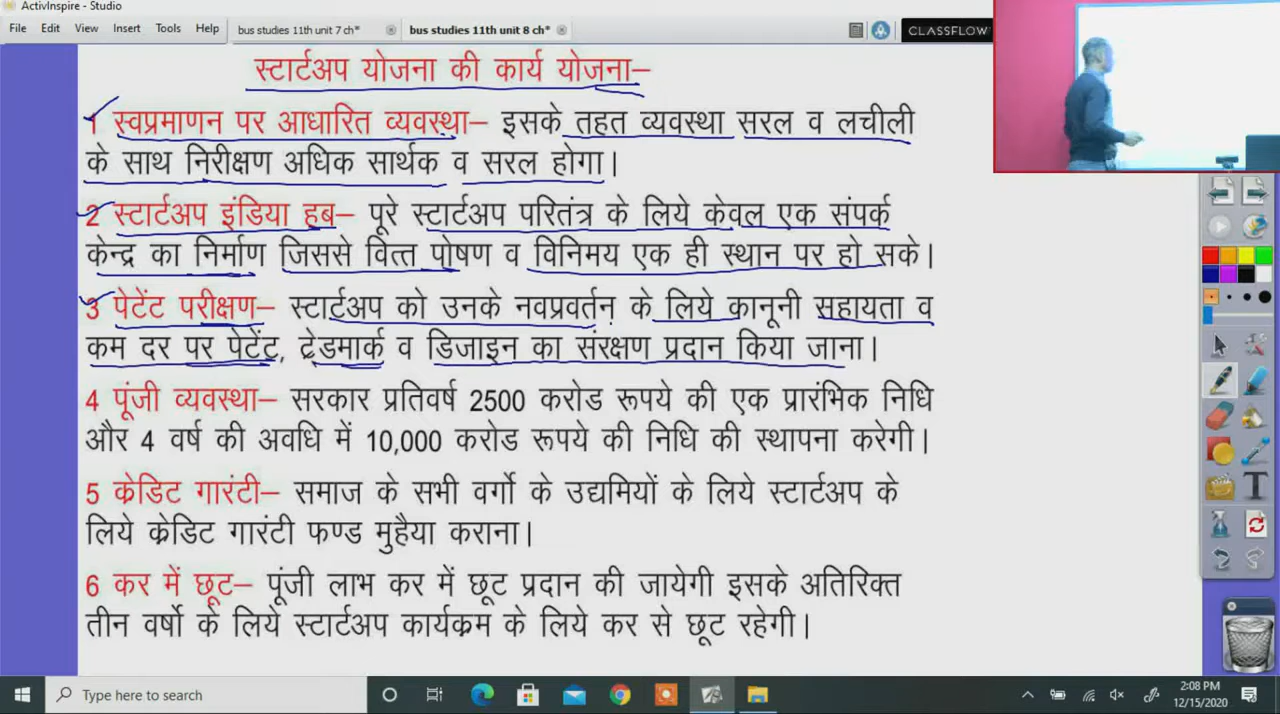 ActivInspire - Studio
File Edit View Insert Tools Help
bus studies 11th unit 7 ch*
bus studies 11th unit 8 ch*
CLASSFLOW
स्टार्टअप योजना की कार्य योजना–
1 स्वप्रमाणन पर आधारित व्यवस्था– इसके तहत व्यवस्था सरल व लचीली
के साथ निरीक्षण अधिक सार्थक व सरल होगा।
2 स्टार्टअप इंडिया हब– पूरे स्टार्टअप परितंत्र के लिये केवल एक संपर्क
केन्द्र का निर्माण जिससे वित्त पोषण व विनिमय एक ही स्थान पर हो सके।
3 पेटेंट परीक्षण– स्टार्टअप को उनके नवप्रवर्तन के लिये कानूनी सहायता व
कम दर पर पेटेंट, ट्रेडमार्क व डिजाइन का संरक्षण प्रदान किया जाना।
4 पूंजी व्यवस्था– सरकार प्रतिवर्ष 2500 करोड रूपये की एक प्रारंभिक निधि
और 4 वर्ष की अवधि में 10,000 करोड रूपये की निधि की स्थापना करेगी।
5 क्रेडिट गारंटी– समाज के सभी वर्गो के उद्यमियों के लिये स्टार्टअप के
लिये क्रेडिट गारंटी फण्ड मुहैया कराना।
6 कर में छूट– पूंजी लाभ कर में छूट प्रदान की जायेगी इसके अतिरिक्त
तीन वर्षो के लिये स्टार्टअप कार्यक्रम के लिये कर से छूट रहेगी।
Type here to search
2:08 PM
12/15/2020